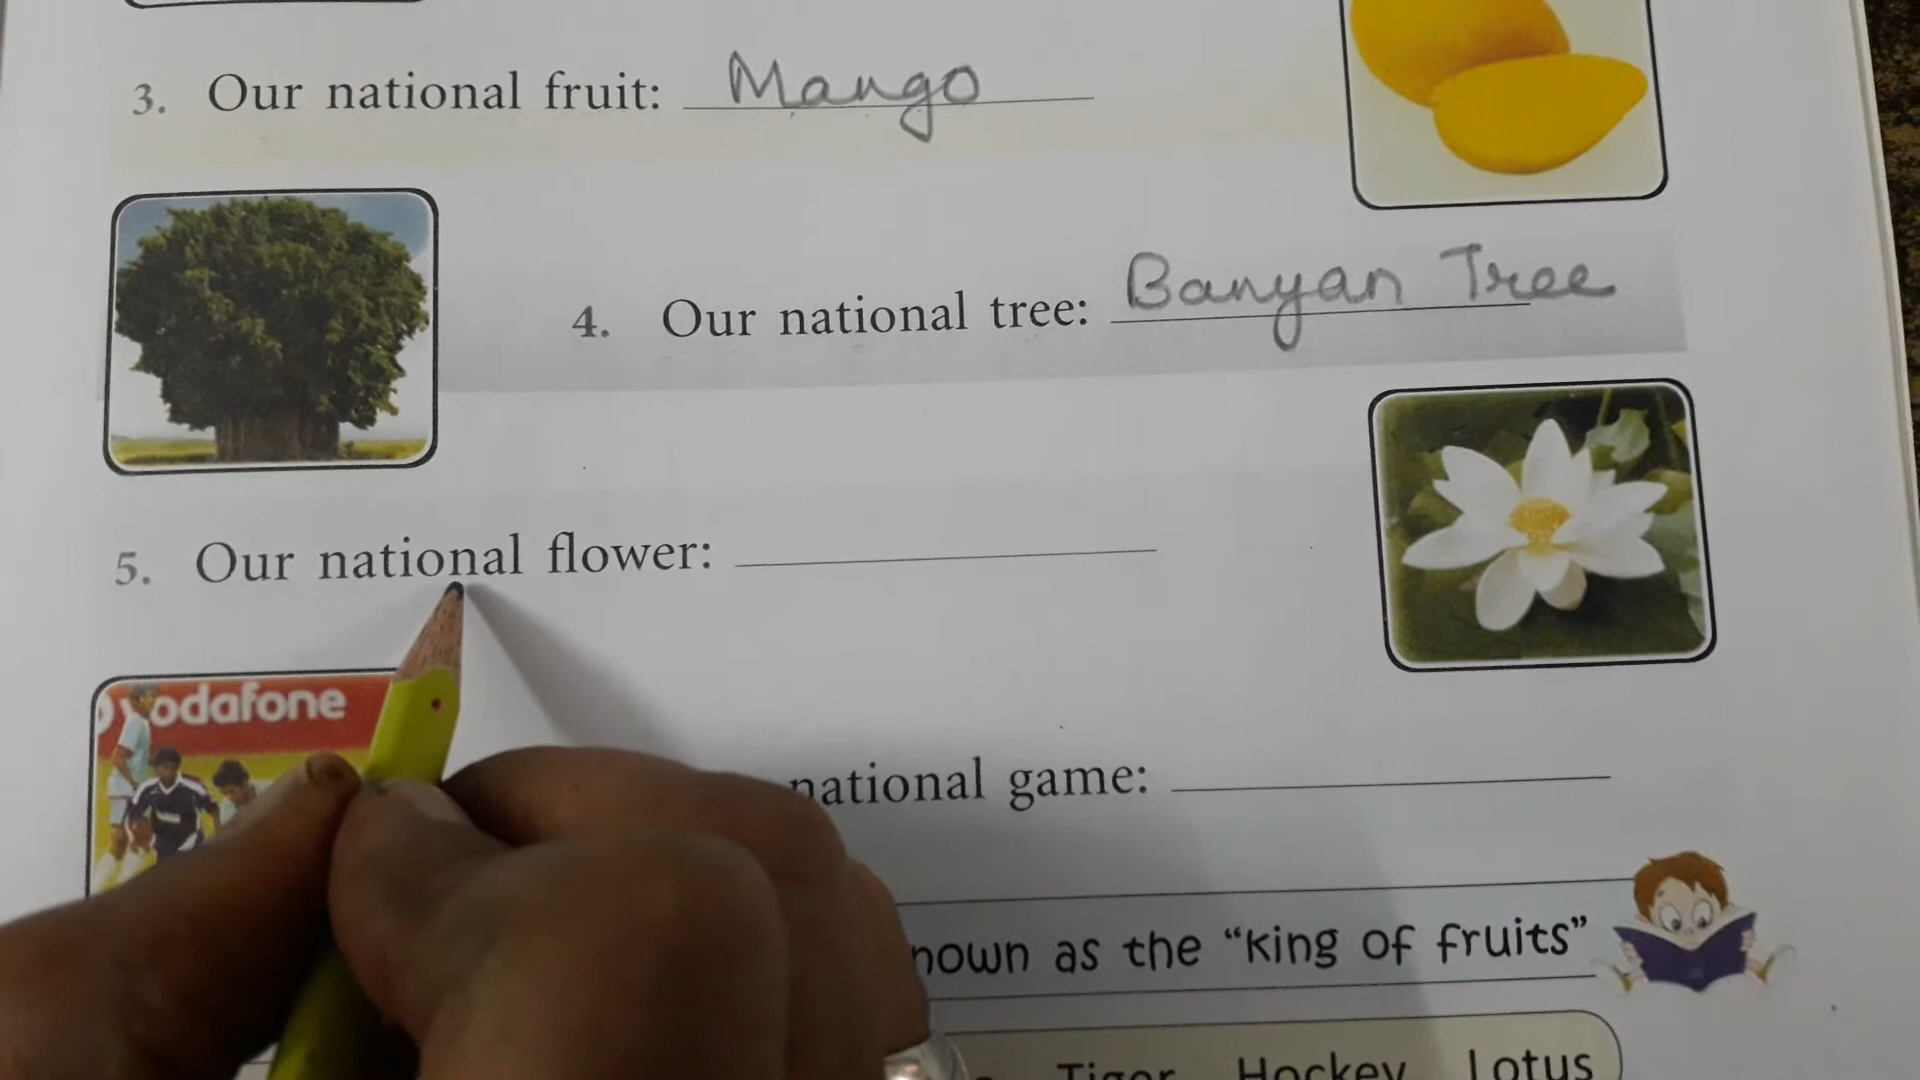 3. Our national fruit: Mango
4. Our national tree: Banyan Tree
5. Our national flower:
odafone
national game:
nown as the “king of fruits”
Tiger Hockey Lotus